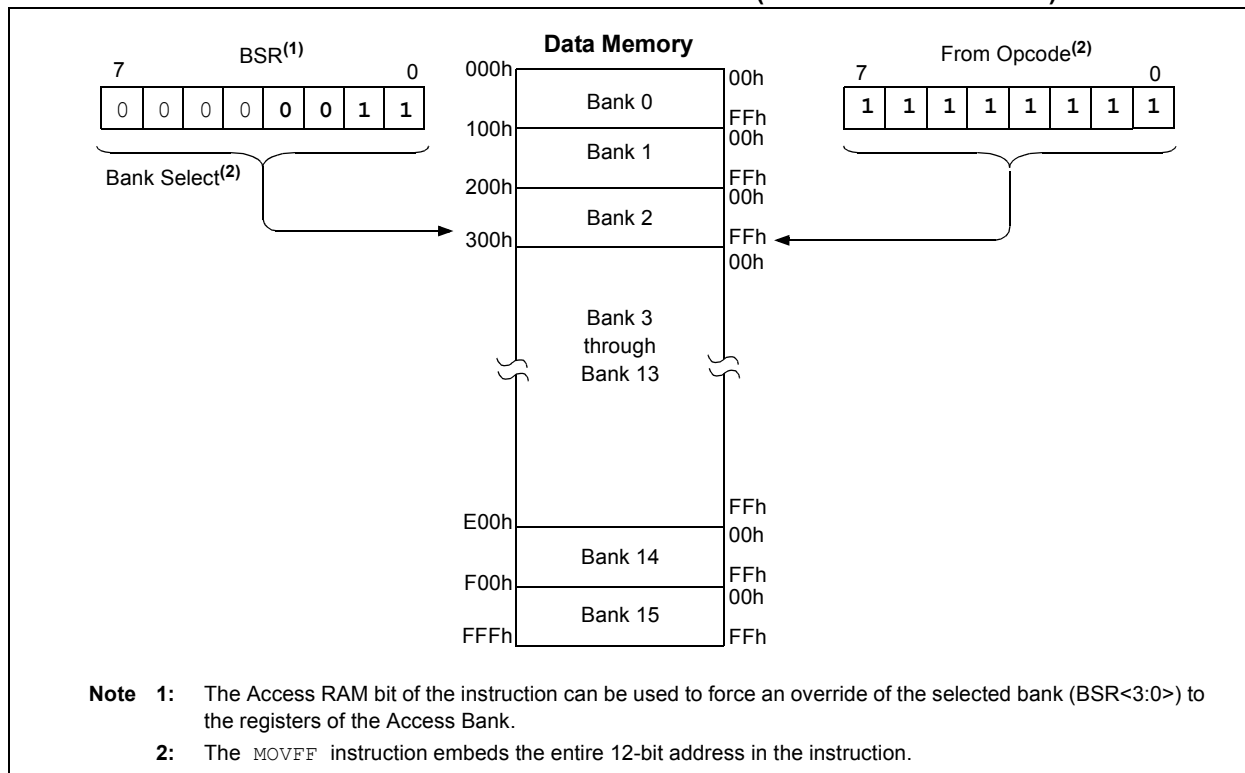 BSR(1)
7 0
0 0 0 0 0 0 1 1
Bank Select(2)
Data Memory
000h
100h
200h
300h
E00h
F00h
FFFh
Bank 0
Bank 1
Bank 2
Bank 3
through
Bank 13
Bank 14
Bank 15
00h
FFh
00h
FFh
00h
FFh
00h
FFh
00h
FFh
00h
FFh
From Opcode(2)
7 0
1 1 1 1 1 1 1 1
Note 1: The Access RAM bit of the instruction can be used to force an override of the selected bank (BSR<3:0>) to
the registers of the Access Bank.
2: The MOVFF instruction embeds the entire 12-bit address in the instruction.